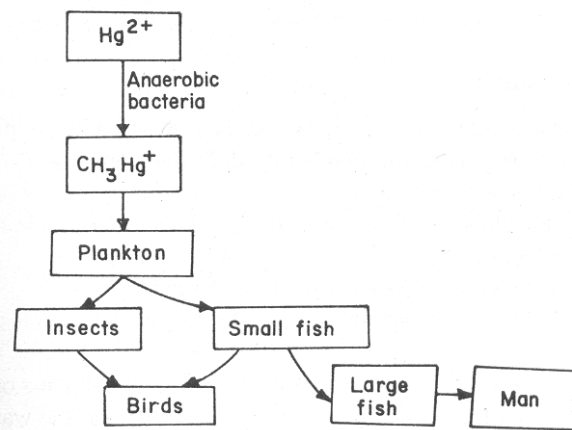 Hg2+
Anaerobic
bacteria
CH3Hg+
Plankton
Insects
Small fish
Birds
Large
fish
Man